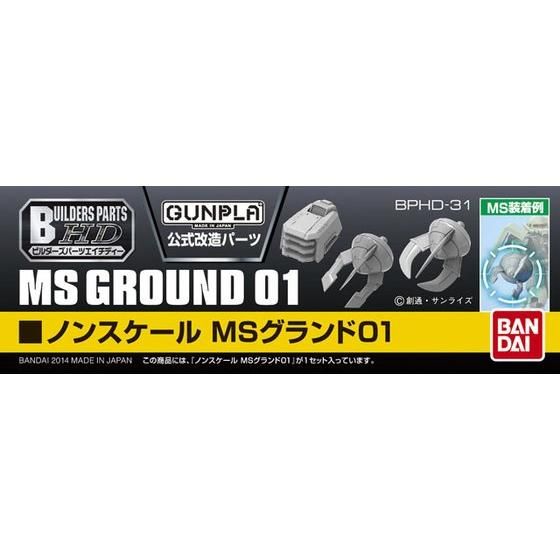 BUILDERS PARTS
HD
ビルダーズパーツエイチディー
GUNPLA
MADE IN JAPAN
公式改造パーツ
BPHD-31
MS装着例
MS GROUND 01
©創通・サンライズ
■ノンスケール MSグランド01
BAN
DAI
BANDAI 2014 MADE IN JAPAN この商品には、「ノンスケール MSグランド01」が1セット入っています。